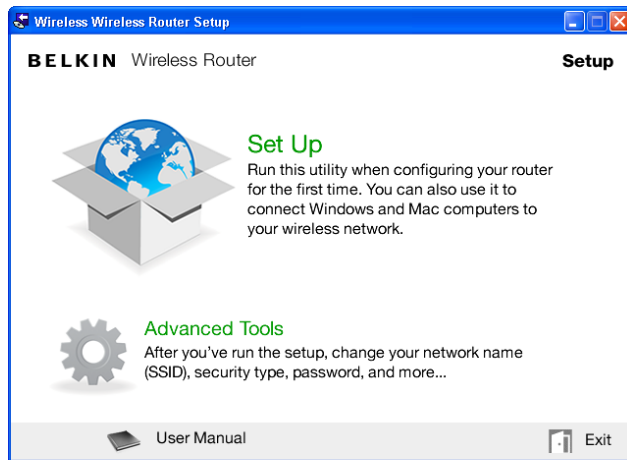 Wireless Wireless Router Setup
BELKIN Wireless Router Setup
Set Up
Run this utility when configuring your router
for the first time. You can also use it to
connect Windows and Mac computers to
your wireless network.
Advanced Tools
After you've run the setup, change your network name
(SSID), security type, password, and more...
User Manual Exit